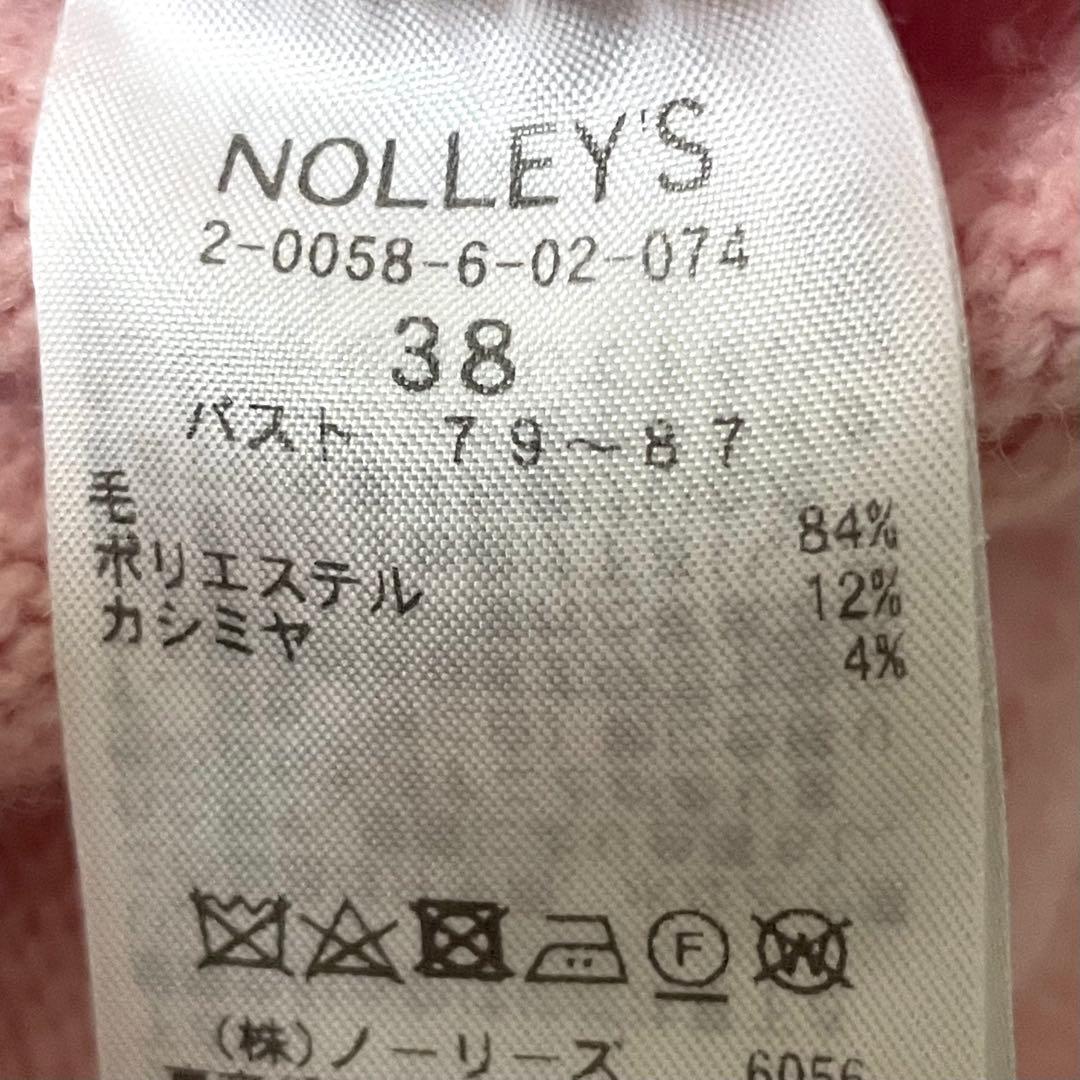 NOLLEY'S
2-0058-6-02-074
38
バスト 79~87
毛 84%
ポリエステル 12%
カシミヤ 4%
F W
(株)ノーリーズ 6056